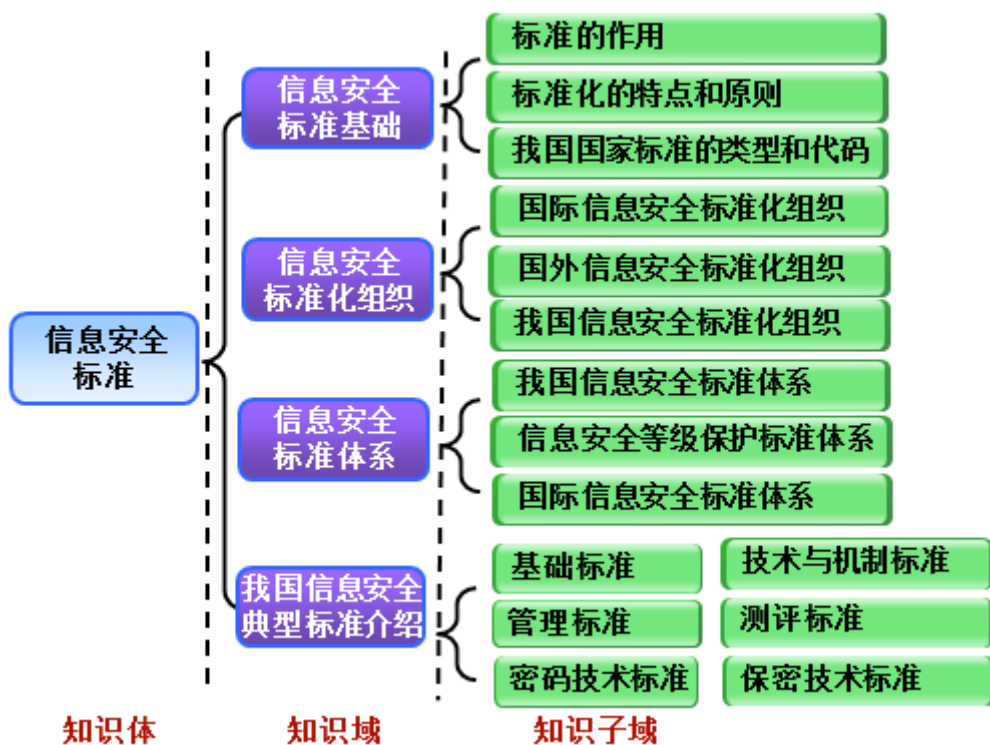 信息安全
标准
信息安全
标准基础
标准的作用
标准化的特点和原则
我国国家标准的类型和代码
信息安全
标准化组织
国际信息安全标准化组织
国外信息安全标准化组织
我国信息安全标准化组织
信息安全
标准体系
我国信息安全标准体系
信息安全等级保护标准体系
国际信息安全标准体系
我国信息安全
典型标准介绍
基础标准
技术与机制标准
管理标准
测评标准
密码技术标准
保密技术标准
知识体
知识域
知识子域